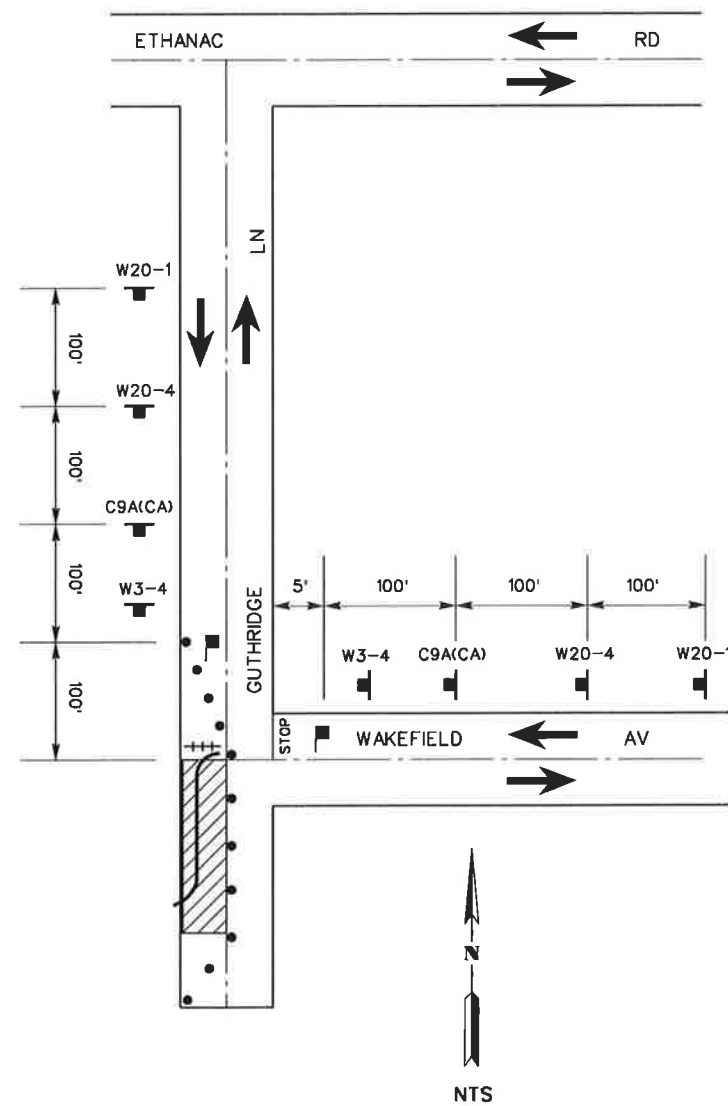 ETHANAC RD
LN
W20-1
100'
W20-4
100'
C9A(CA)
100'
W3-4
100'
GUTHRIDGE
5' 100' 100' 100'
W3-4 C9A(CA) W20-4
STOP WAKEFIELD AV
N
NTS